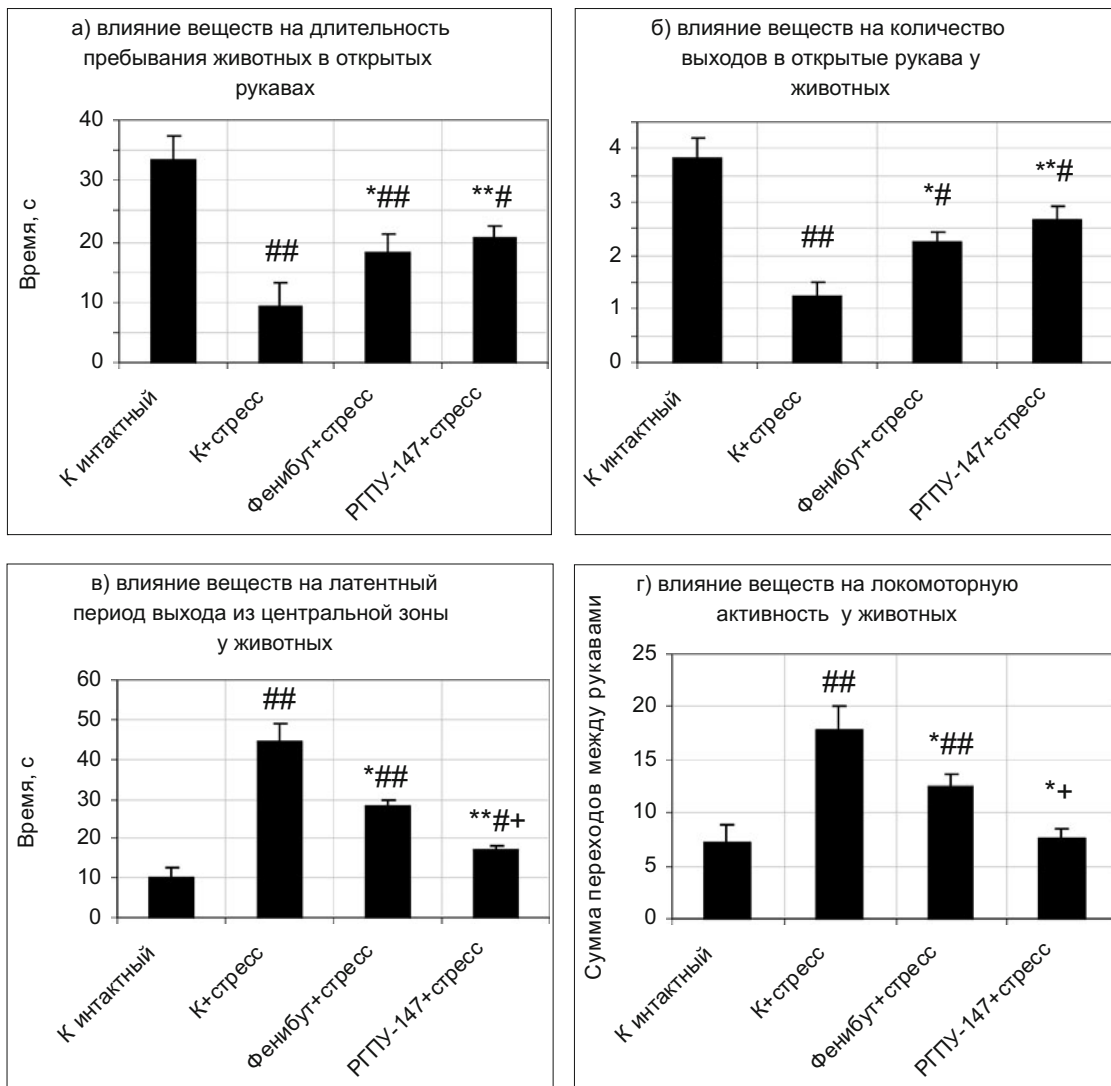 а) влияние веществ на длительность
пребывания животных в открытых
рукавах
Время, с
40
30
20
10
0
##
*##
**#
К интактный
К+стресс
Фенибут+стресс
РГПУ-147+стресс
б) влияние веществ на количество
выходов в открытые рукава у
животных
4
3
2
1
0
##
*#
**#
К интактный
К+стресс
Фенибут+стресс
РГПУ-147+стресс
в) влияние веществ на латентный
период выхода из центральной зоны
у животных
Время, с
60
50
40
30
20
10
0
##
*##
**#+
К интактный
К+стресс
Фенибут+стресс
РГПУ-147+стресс
г) влияние веществ на локомоторную
активность у животных
Сумма переходов между рукавами
25
20
15
10
5
0
##
*##
*+
К интактный
К+стресс
Фенибут+стресс
РГПУ-147+стресс